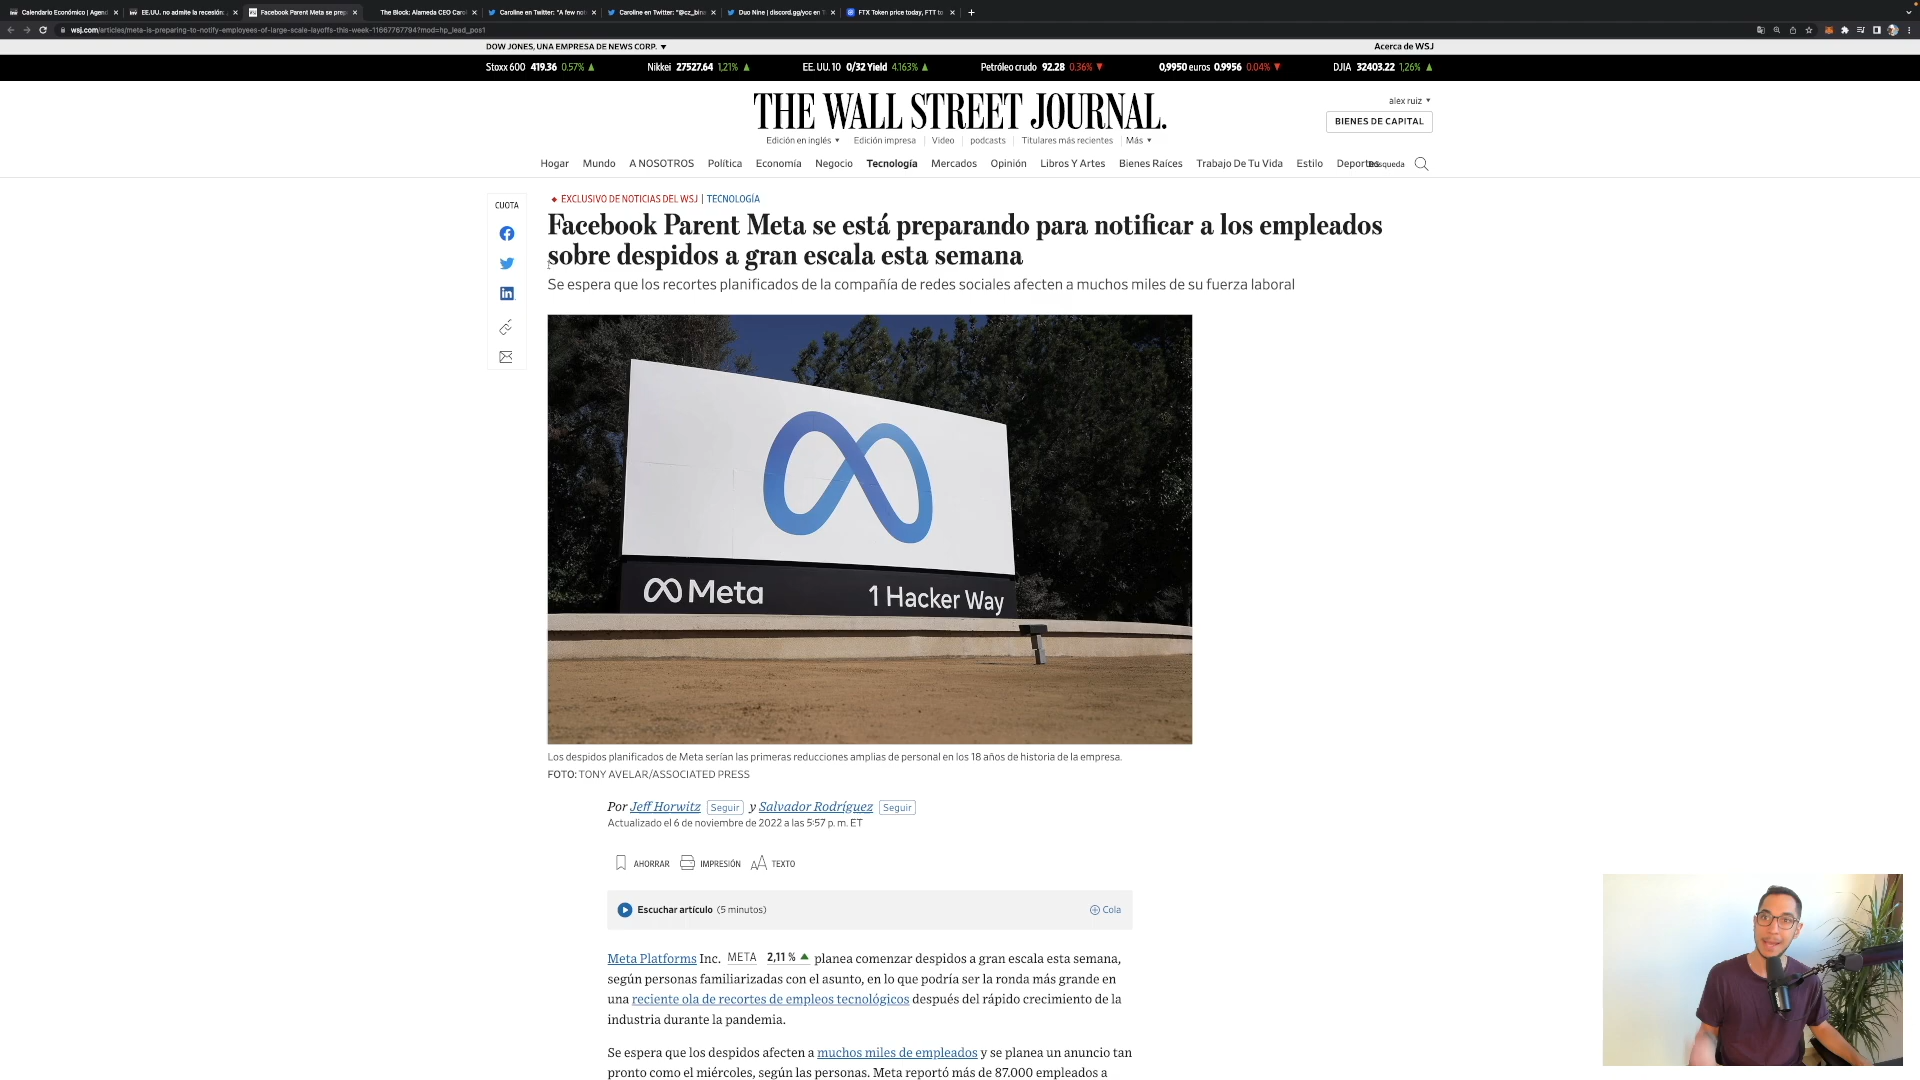 Calendario Económico | Agend
EE.UU. no admite la recesión:
Facebook Parent Meta se prep
The Block: Alameda CEO Carol
Caroline en Twitter: "A few not
Caroline en Twitter: "@cz_bina
Duo Nine | discord.gg/ycc en T
FTX Token price today, FTT to
wsj.com/articles/meta-is-preparing-to-notify-employees-of-large-scale-layoffs-this-week-11667767794?mod=hp_lead_pos1
DOW JONES, UNA EMPRESA DE NEWS CORP. ▼
Acerca de WSJ
Stoxx 600 419.36 0.57% ▲
Nikkei 27527.64 1,21% ▲
EE. UU. 10 0/32 Yield 4.163% ▲
Petróleo crudo 92.28 0.36% ▼
0,9950 euros 0.9956 0.04% ▼
DJIA 32403.22 1,26% ▲
THE WALL STREET JOURNAL.
alex ruiz ▼
BIENES DE CAPITAL
Edición en inglés ▼ Edición impresa Video podcasts Titulares más recientes Más ▼
Hogar Mundo A NOSOTROS Política Economía Negocio Tecnología Mercados Opinión Libros Y Artes Bienes Raíces Trabajo De Tu Vida Estilo Deportes Búsqueda
CUOTA
EXCLUSIVO DE NOTICIAS DEL WSJ | TECNOLOGÍA
Facebook Parent Meta se está preparando para notificar a los empleados
sobre despidos a gran escala esta semana
Se espera que los recortes planificados de la compañía de redes sociales afecten a muchos miles de su fuerza laboral
Meta
1 Hacker Way
Los despidos planificados de Meta serían las primeras reducciones amplias de personal en los 18 años de historia de la empresa.
FOTO: TONY AVELAR/ASSOCIATED PRESS
Por Jeff Horwitz Seguir y Salvador Rodríguez Seguir
Actualizado el 6 de noviembre de 2022 a las 5:57 p. m. ET
AHORRAR IMPRESIÓN AA TEXTO
Escuchar artículo (5 minutos)
Cola
Meta Platforms Inc. META 2,11 % ▲ planea comenzar despidos a gran escala esta semana,
según personas familiarizadas con el asunto, en lo que podría ser la ronda más grande en
una reciente ola de recortes de empleos tecnológicos después del rápido crecimiento de la
industria durante la pandemia.
Se espera que los despidos afecten a muchos miles de empleados y se planea un anuncio tan
pronto como el miércoles, según las personas. Meta reportó más de 87.000 empleados a